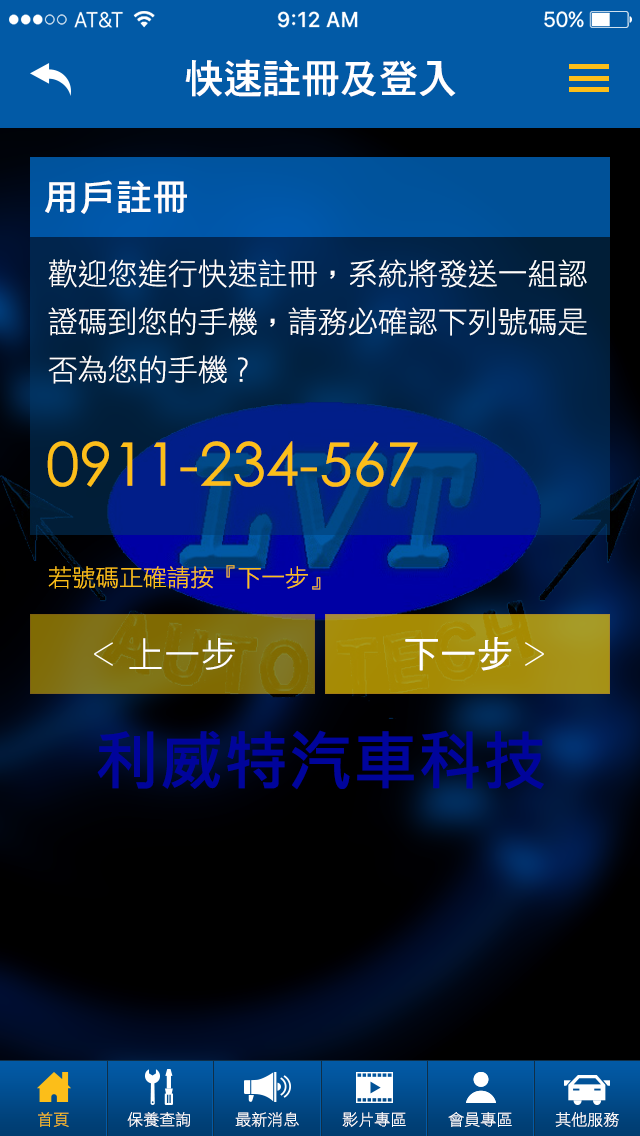 AT&T 9:12 AM 50%
快速註冊及登入
用戶註冊
歡迎您進行快速註冊，系統將發送一組認
證碼到您的手機，請務必確認下列號碼是
否為您的手機？
0911-234-567
LVT
若號碼正確請按『下一步』
< 上一步 下一步 >
AUTO TECH
利威特汽車科技
首頁 保養查詢 最新消息 影片專區 會員專區 其他服務